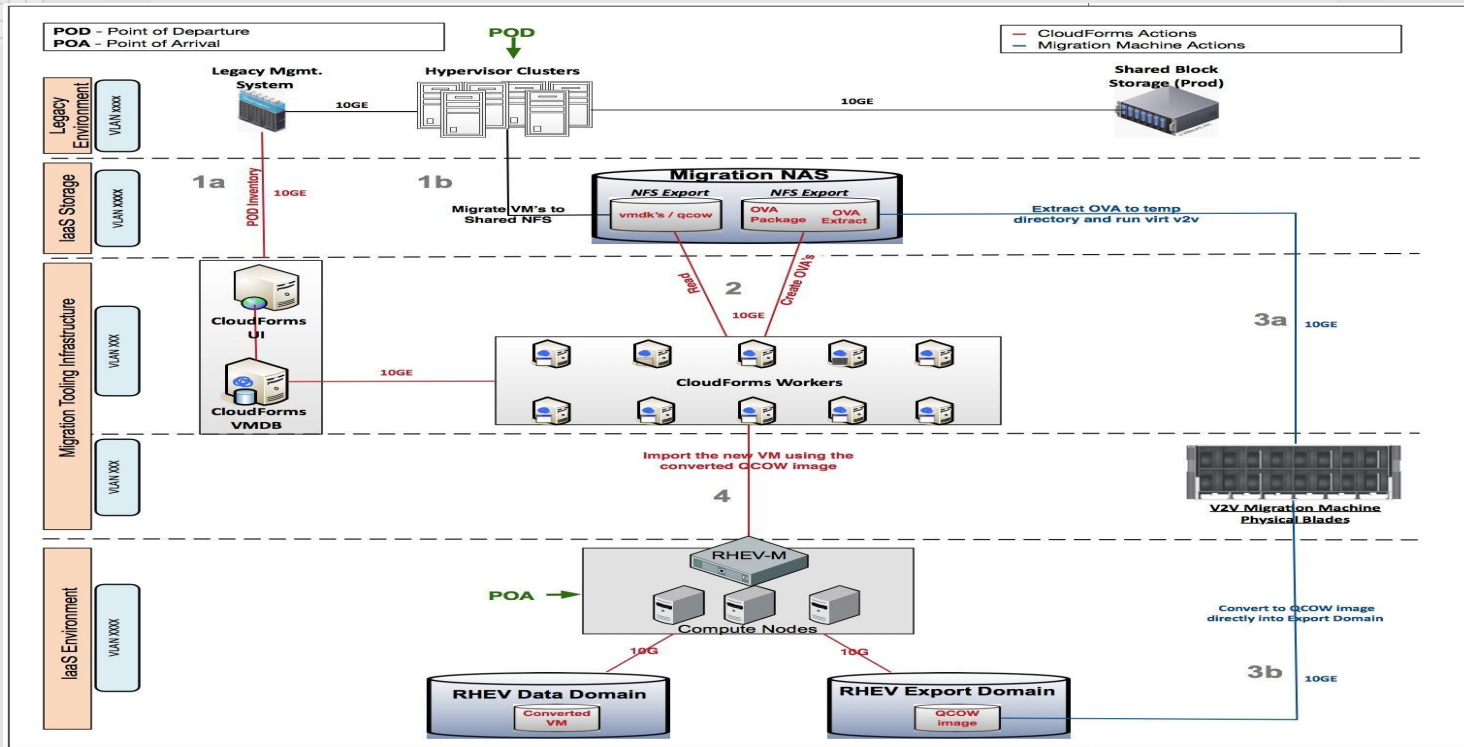 POD - Point of Departure
POA - Point of Arrival
POD
CloudForms Actions
Migration Machine Actions
Legacy Environment
VLAN xxxx
Legacy Mgmt.
System
10GE
Hypervisor Clusters
10GE
Shared Block
Storage (Prod)
IaaS Storage
VLAN XXXX
1a
POD Inventory
10GE
1b
Migrate VM's to
Shared NFS
Migration NAS
NFS Export
vmdk's / qcow
NFS Export
OVA
Package
OVA
Extract
Extract OVA to temp
directory and run virt v2v
Migration Tooling Infrastructure
VLAN XXX
CloudForms
UI
CloudForms
VMDB
10GE
Read
2
Create OVA's
10GE
CloudForms Workers
3a
10GE
VLAN XXX
Import the new VM using the
converted QCOW image
4
V2V Migration Machine
Physical Blades
IaaS Environment
VLAN XXXX
POA
RHEV-M
Compute Nodes
10G
10G
RHEV Data Domain
Converted
VM
RHEV Export Domain
QCOW
image
Convert to QCOW image
directly into Export Domain
3b
10GE